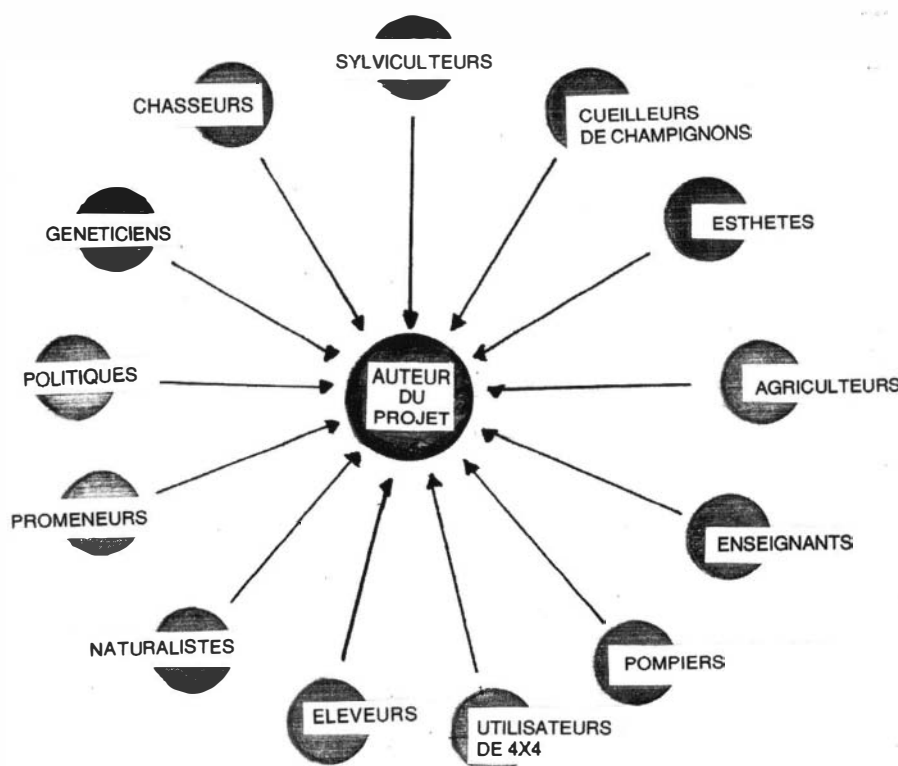 SYLVICULTEURS
CHASSEURS
CUEILLEURS
DE CHAMPIGNONS
GENETICIENS
ESTHETES
POLITIQUES
AUTEUR
DU
PROJET
AGRICULTEURS
PROMENEURS
ENSEIGNANTS
NATURALISTES
POMPIERS
ELEVEURS
UTILISATEURS
DE 4X4